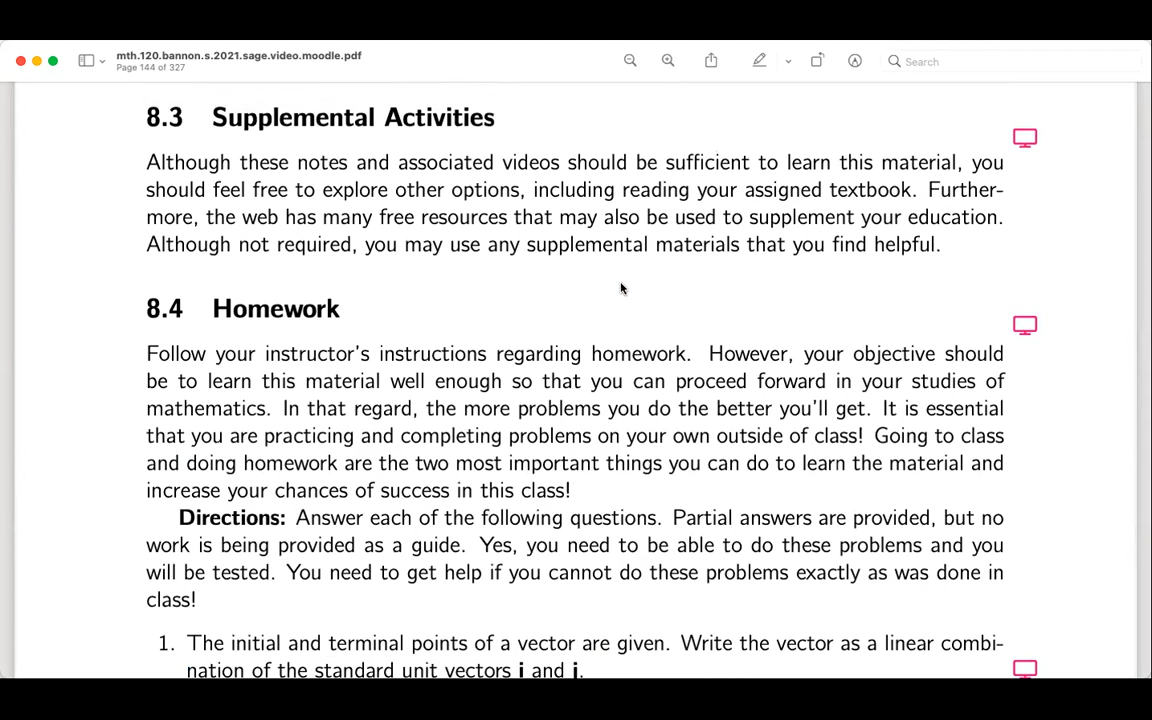 mth.120.bannon.s.2021.sage.video.moodle.pdf
Page 144 of 327
Search
8.3 Supplemental Activities
Although these notes and associated videos should be sufficient to learn this material, you
should feel free to explore other options, including reading your assigned textbook. Further-
more, the web has many free resources that may also be used to supplement your education.
Although not required, you may use any supplemental materials that you find helpful.
8.4 Homework
Follow your instructor's instructions regarding homework. However, your objective should
be to learn this material well enough so that you can proceed forward in your studies of
mathematics. In that regard, the more problems you do the better you'll get. It is essential
that you are practicing and completing problems on your own outside of class! Going to class
and doing homework are the two most important things you can do to learn the material and
increase your chances of success in this class!
Directions: Answer each of the following questions. Partial answers are provided, but no
work is being provided as a guide. Yes, you need to be able to do these problems and you
will be tested. You need to get help if you cannot do these problems exactly as was done in
class!
1. The initial and terminal points of a vector are given. Write the vector as a linear combi-
nation of the standard unit vectors i and j.